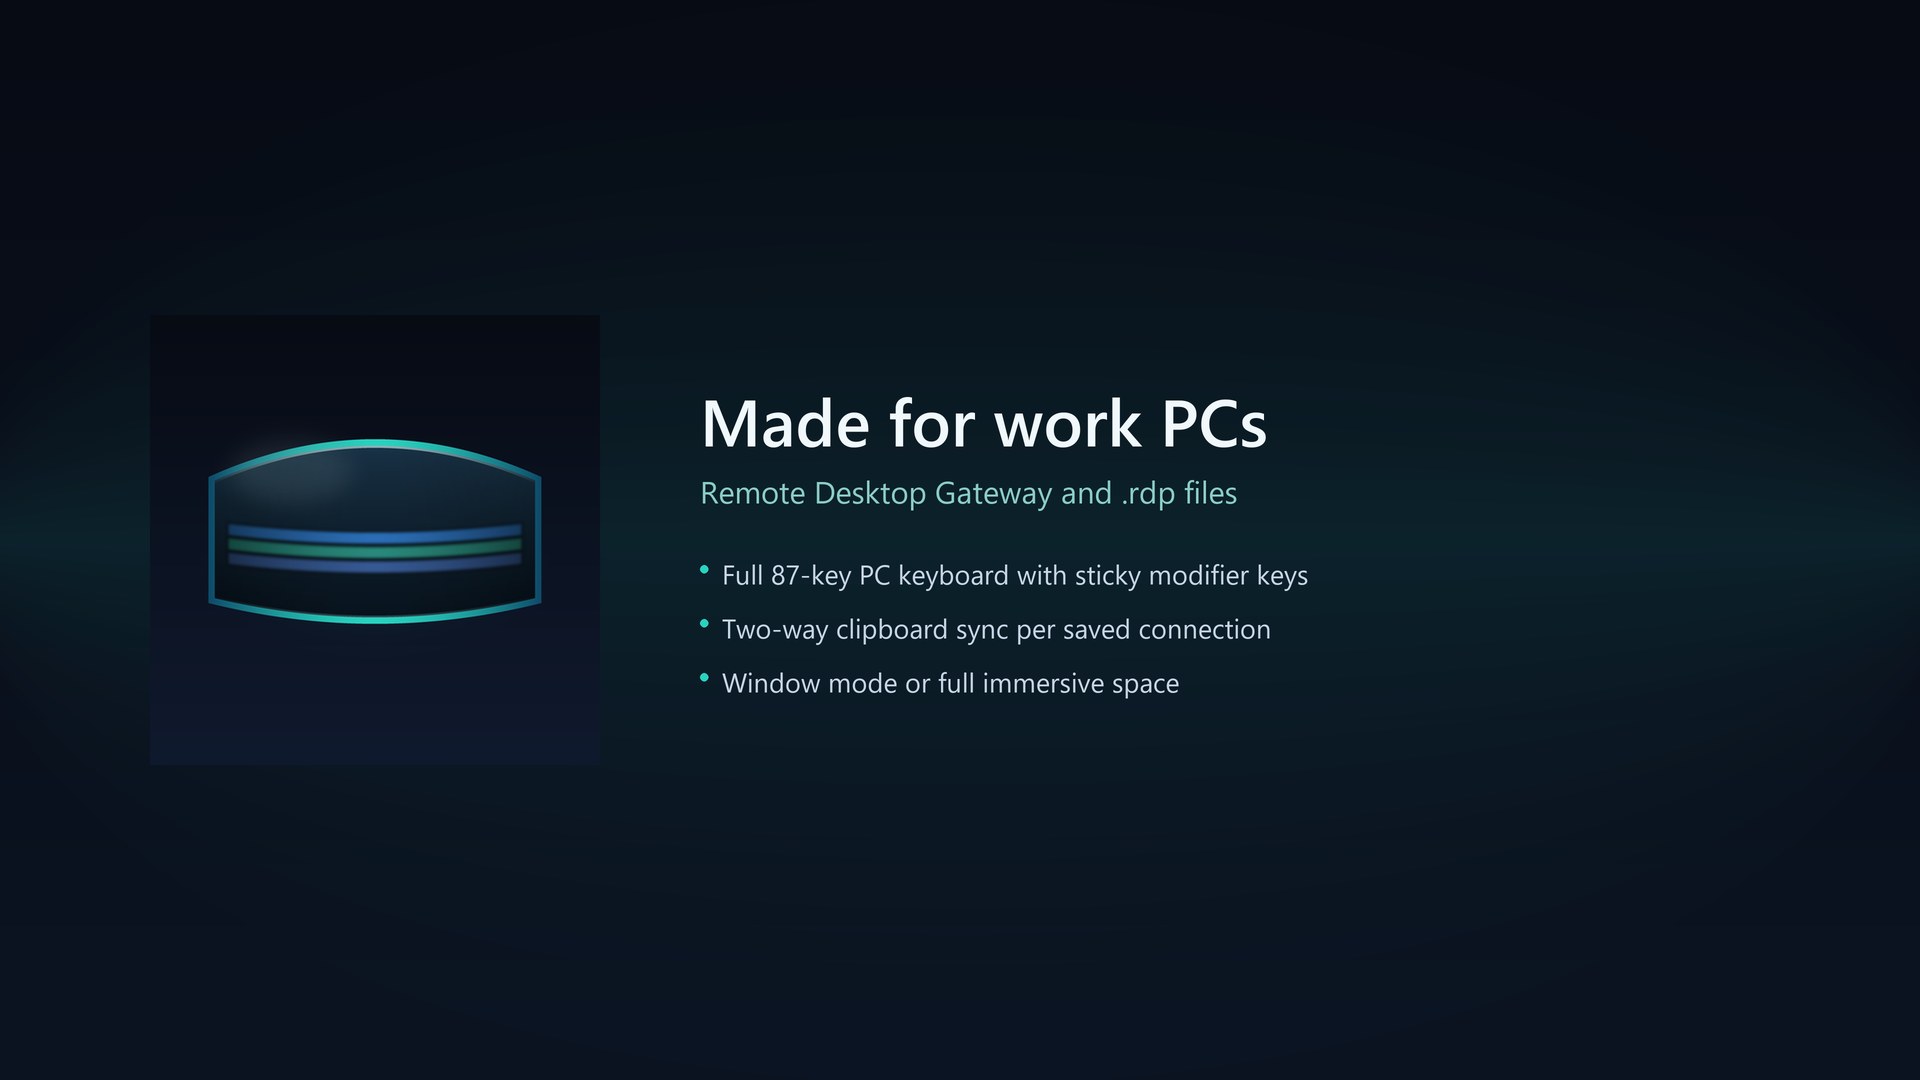 Made for work PCs
Remote Desktop Gateway and .rdp files
• Full 87-key PC keyboard with sticky modifier keys
• Two-way clipboard sync per saved connection
• Window mode or full immersive space